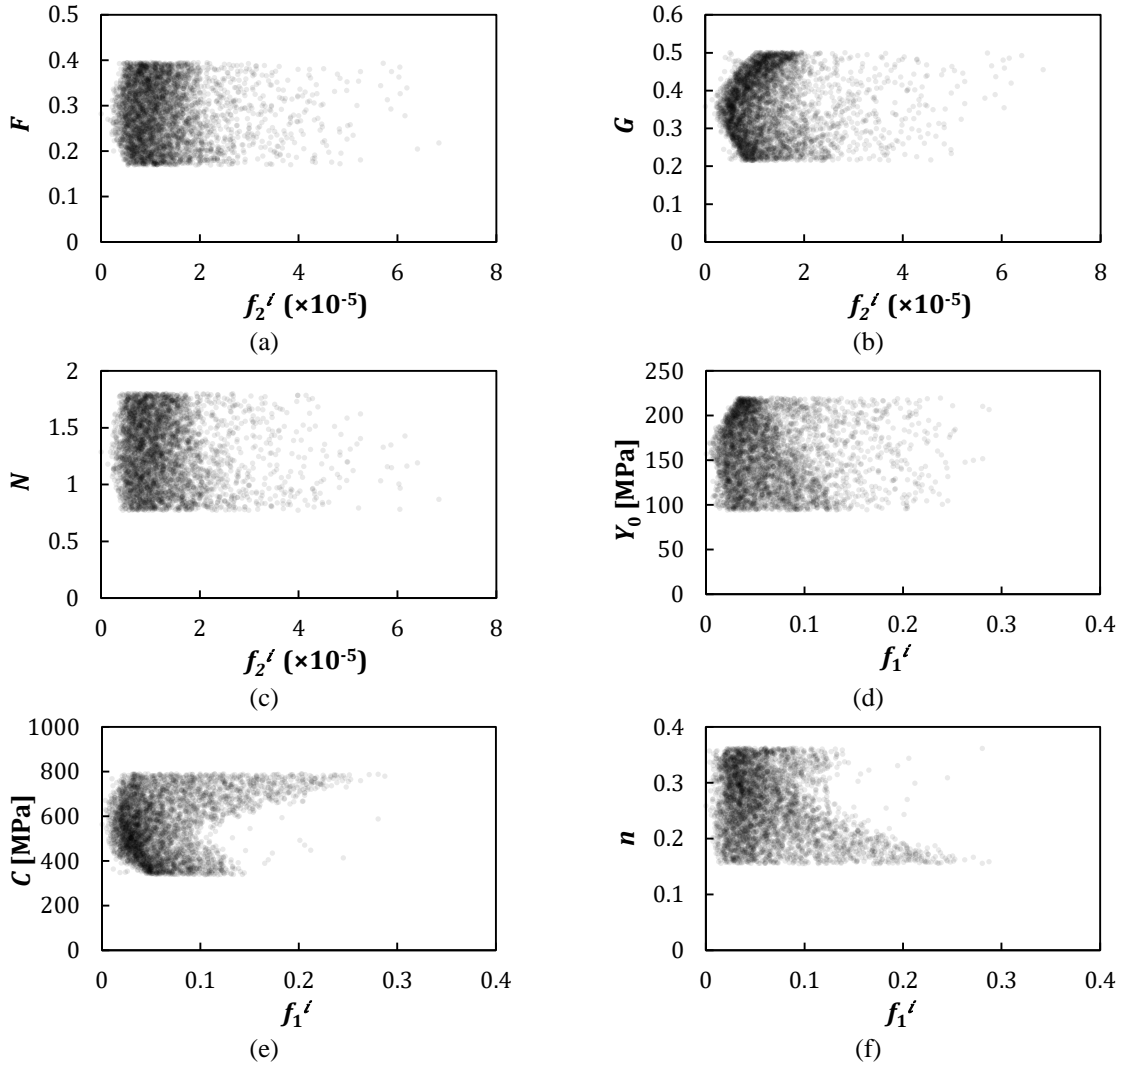 0.5
0.4
0.3
0.2
0.1
0
F
0 2 4 6 8
f₂ⁱ (×10⁻⁵)
(a)
0.6
0.5
0.4
0.3
0.2
0.1
0
G
0 2 4 6 8
f₂ⁱ (×10⁻⁵)
(b)
2
1.5
1
0.5
0
N
0 2 4 6 8
f₂ⁱ (×10⁻⁵)
(c)
250
200
150
100
50
0
Y₀ [MPa]
0 0.1 0.2 0.3 0.4
f₁ⁱ
(d)
1000
800
600
400
200
0
C [MPa]
0 0.1 0.2 0.3 0.4
f₁ⁱ
(e)
0.4
0.3
0.2
0.1
0
n
0 0.1 0.2 0.3 0.4
f₁ⁱ
(f)